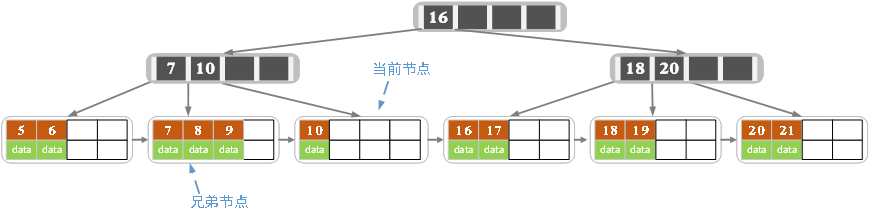 16
7 10
当前节点
18 20
5 6
7 8 9
10
16 17
18 19
20 21
data data
data data data
data
data data
data data
data data
兄弟节点